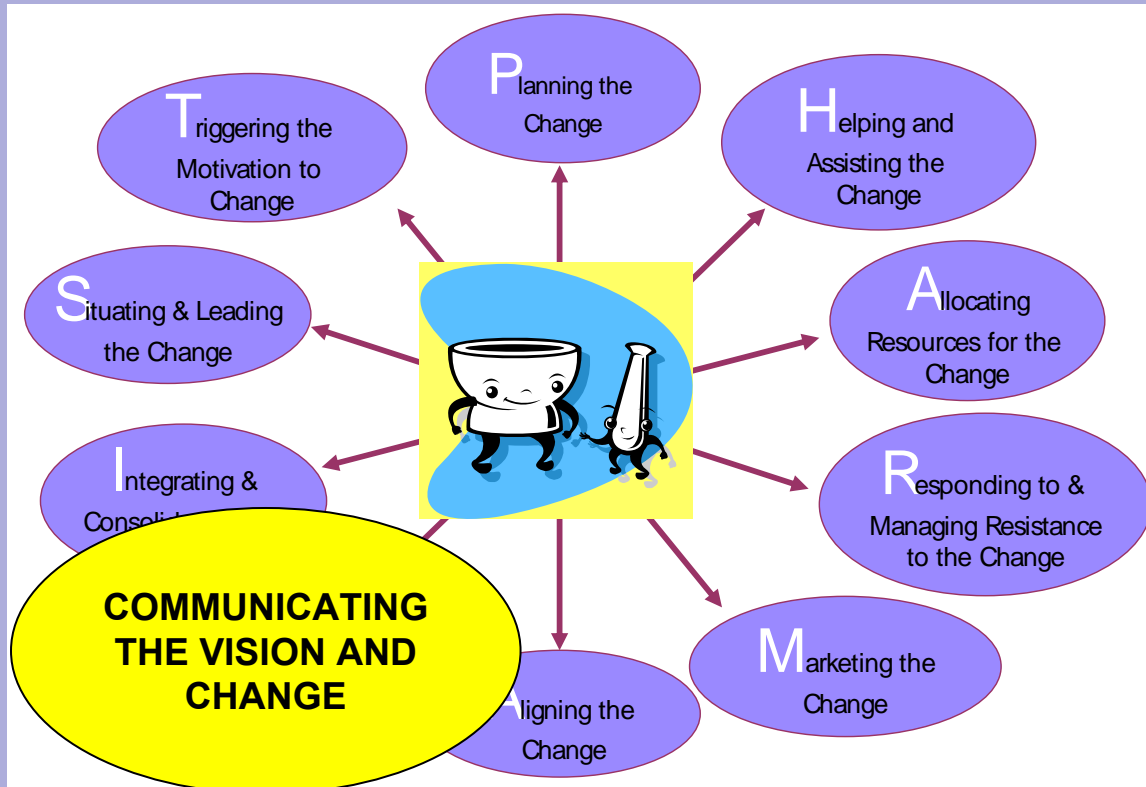 Planning the
Change
Helping and
Assisting the
Change
Allocating
Resources for the
Change
Responding to &
Managing Resistance
to the Change
Marketing the
Change
Aligning the
Change
COMMUNICATING
THE VISION AND
CHANGE
Integrating &
Situating & Leading
the Change
Triggering the
Motivation to
Change